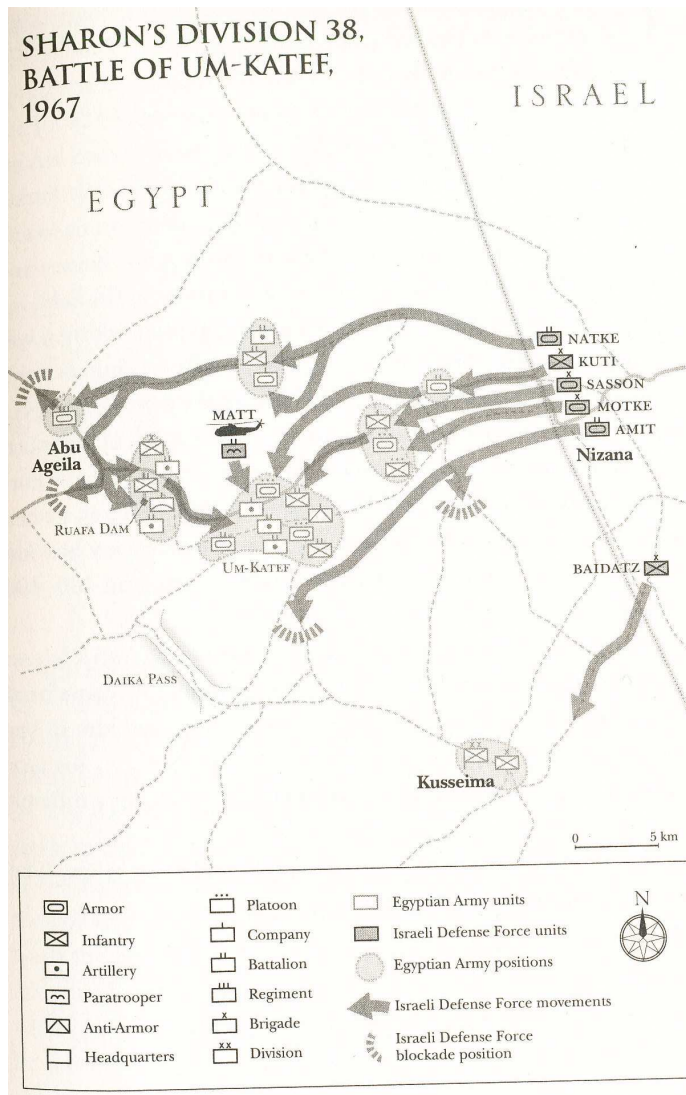 SHARON'S DIVISION 38,
BATTLE OF UM-KATEF,
1967
ISRAEL
EGYPT
NATKE
KUTI
SASSON
MOTKE
AMIT
Nizana
MATT
Abu
Ageila
RUAFA DAM
UM-KATEF
BAIDATZ
DAIKA PASS
Kusseima
0 5 km
Armor
Infantry
Artillery
Paratrooper
Anti-Armor
Headquarters
Platoon
Company
Battalion
Regiment
Brigade
Division
Egyptian Army units
Israeli Defense Force units
Egyptian Army positions
Israeli Defense Force movements
Israeli Defense Force
blockade position
N